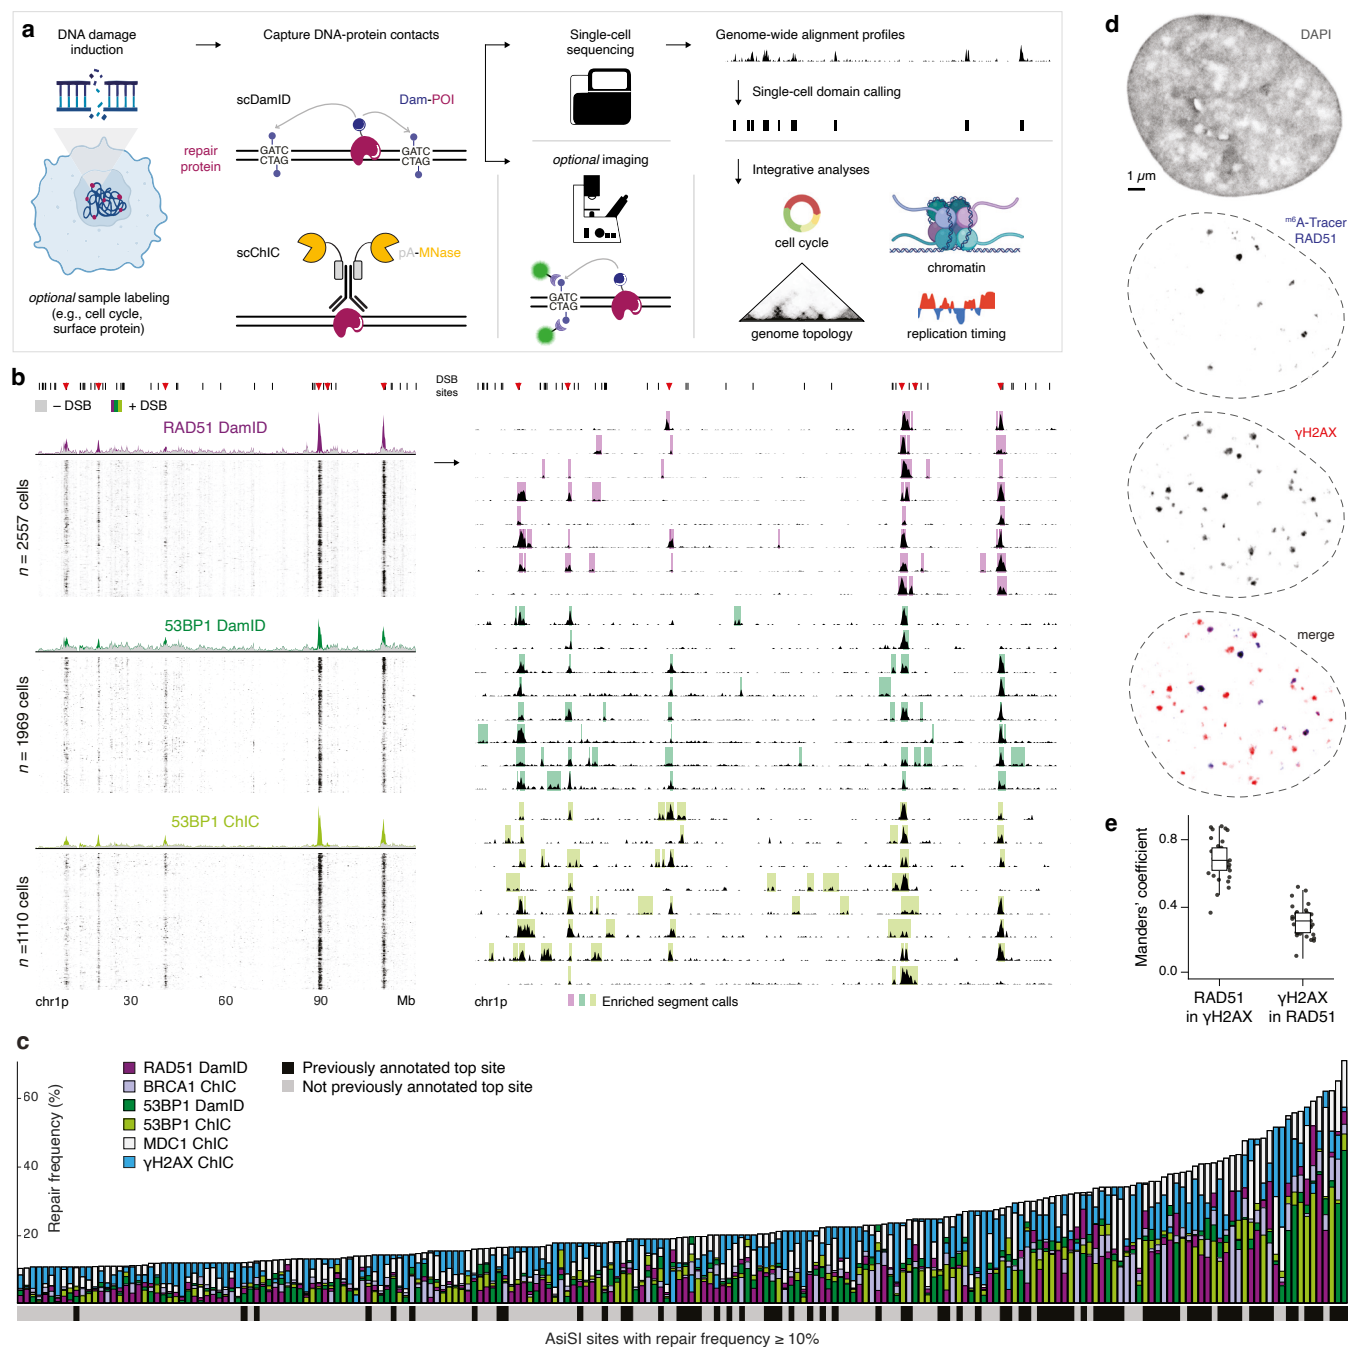 a
DNA damage
induction
Capture DNA-protein contacts
Single-cell
sequencing
Genome-wide alignment profiles
scDamID
Dam-POI
GATC
CTAG
GATC
CTAG
repair
protein
Single-cell domain calling
optional imaging
Integrative analyses
scChIC
pA-MNase
cell cycle
chromatin
optional sample labeling
(e.g., cell cycle,
surface protein)
GATC
CTAG
genome topology
replication timing
b
DSB
sites
– DSB
+ DSB
RAD51 DamID
n = 2557 cells
53BP1 DamID
n = 1969 cells
53BP1 ChIC
n =1110 cells
chr1p
30
60
90
Mb
chr1p
Enriched segment calls
c
Repair frequency (%)
60
40
20
RAD51 DamID
BRCA1 ChIC
53BP1 DamID
53BP1 ChIC
MDC1 ChIC
γH2AX ChIC
Previously annotated top site
Not previously annotated top site
AsiSI sites with repair frequency ≥ 10%
d
DAPI
1 µm
m6A-Tracer
RAD51
γH2AX
merge
e
Manders' coefficient
0.8
0.4
0.0
RAD51
in γH2AX
γH2AX
in RAD51